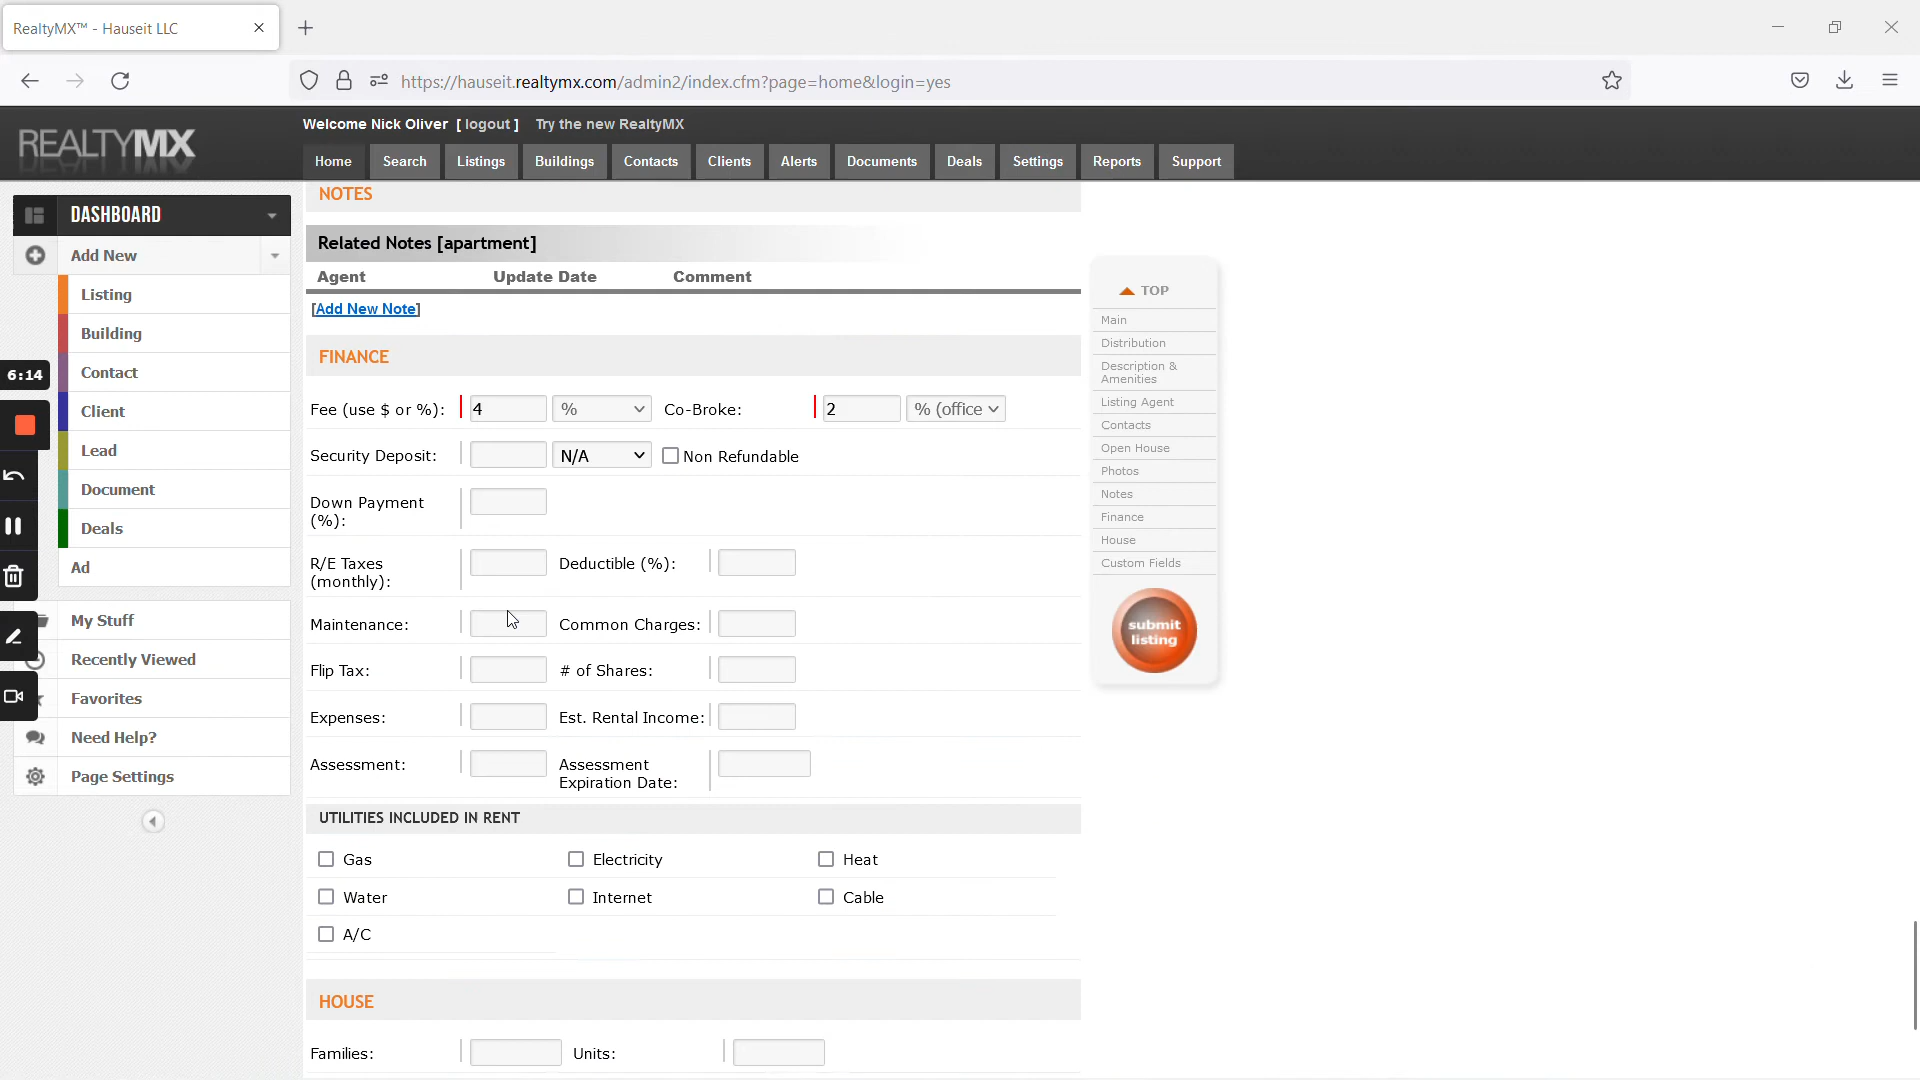 RealtyMX™ - Hauseit LLC
https://hauseit.realtymx.com/admin2/index.cfm?page=home&login=yes
REALTYMX
Welcome Nick Oliver [ logout ] Try the new RealtyMX
Home Search Listings Buildings Contacts Clients Alerts Documents Deals Settings Reports Support
DASHBOARD
Add New
Listing
Building
Contact
Client
Lead
Document
Deals
Ad
My Stuff
Recently Viewed
Favorites
Need Help?
Page Settings
6:14
NOTES
Related Notes [apartment]
Agent Update Date Comment
[Add New Note]
FINANCE
Fee (use $ or %): 4 % Co-Broke: 2 % (office
Security Deposit: N/A Non Refundable
Down Payment
(%):
R/E Taxes
(monthly): Deductible (%):
Maintenance: Common Charges:
Flip Tax: # of Shares:
Expenses: Est. Rental Income:
Assessment: Assessment
Expiration Date:
UTILITIES INCLUDED IN RENT
Gas Electricity Heat
Water Internet Cable
A/C
HOUSE
Families: Units:
TOP
Main
Distribution
Description &
Amenities
Listing Agent
Contacts
Open House
Photos
Notes
Finance
House
Custom Fields
submit
listing